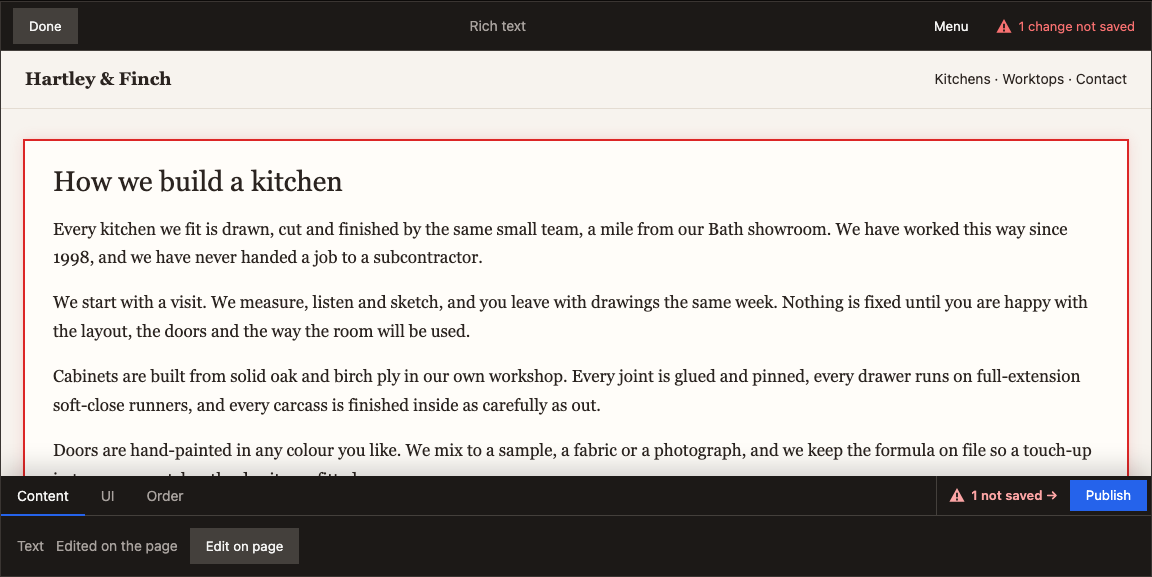 Done
Rich text
Menu
1 change not saved
Hartley & Finch
Kitchens · Worktops · Contact
How we build a kitchen
Every kitchen we fit is drawn, cut and finished by the same small team, a mile from our Bath showroom. We have worked this way since
1998, and we have never handed a job to a subcontractor.
We start with a visit. We measure, listen and sketch, and you leave with drawings the same week. Nothing is fixed until you are happy with
the layout, the doors and the way the room will be used.
Cabinets are built from solid oak and birch ply in our own workshop. Every joint is glued and pinned, every drawer runs on full-extension
soft-close runners, and every carcass is finished inside as carefully as out.
Doors are hand-painted in any colour you like. We mix to a sample, a fabric or a photograph, and we keep the formula on file so a touch-up
Content
UI
Order
1 not saved →
Publish
Text
Edited on the page
Edit on page